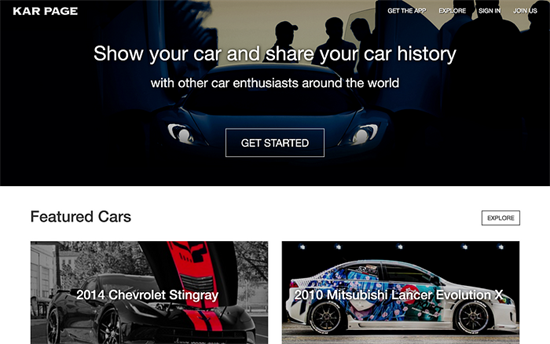 KAR PAGE
GET THE APP EXPLORE SIGN IN JOIN US
Show your car and share your car history
with other car enthusiasts around the world
GET STARTED
Featured Cars
EXPLORE
2014 Chevrolet Stingray
2010 Mitsubishi Lancer Evolution X